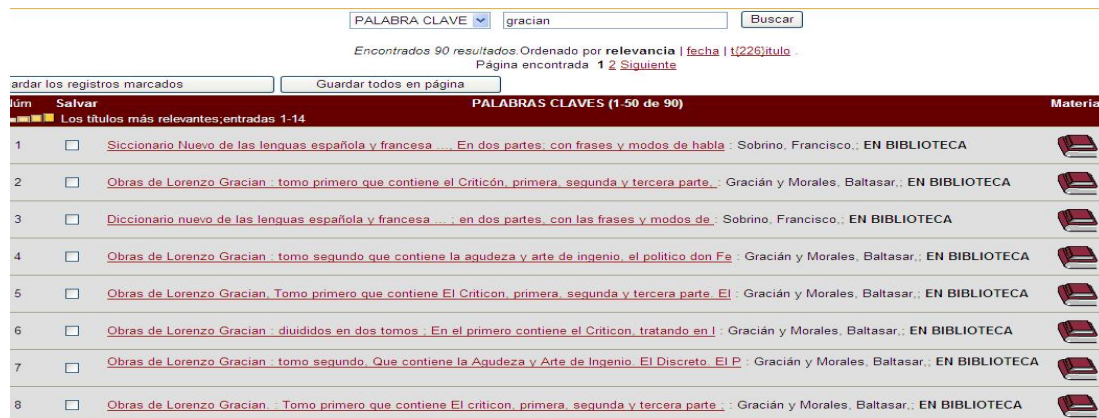 PALABRA CLAVE gracian Buscar
Encontrados 90 resultados.Ordenado por relevancia | fecha | t{226}itulo .
Página encontrada 1 2 Siguiente
ardar los registros marcados Guardar todos en página
Núm Salvar PALABRAS CLAVES (1-50 de 90) Materia
Los títulos más relevantes;entradas 1-14
1 Siccionario Nuevo de las lenguas española y francesa ..., En dos partes; con frases y modos de habla : Sobrino, Francisco,; EN BIBLIOTECA
2 Obras de Lorenzo Gracian : tomo primero que contiene el Criticón, primera, segunda y tercera parte, : Gracián y Morales, Baltasar,; EN BIBLIOTECA
3 Diccionario nuevo de las lenguas española y francesa ... ; en dos partes, con las frases y modos de : Sobrino, Francisco,; EN BIBLIOTECA
4 Obras de Lorenzo Gracian : tomo segundo que contiene la agudeza y arte de ingenio, el politico don Fe : Gracián y Morales, Baltasar,; EN BIBLIOTECA
5 Obras de Lorenzo Gracian, Tomo primero que contiene El Criticon, primera, segunda y tercera parte. El : Gracián y Morales, Baltasar,; EN BIBLIOTECA
6 Obras de Lorenzo Gracian : diuididos en dos tomos ; En el primero contiene el Criticon, tratando en l : Gracián y Morales, Baltasar,; EN BIBLIOTECA
7 Obras de Lorenzo Gracian : tomo segundo, Que contiene la Agudeza y Arte de Ingenio. El Discreto. El P : Gracián y Morales, Baltasar,; EN BIBLIOTECA
8 Obras de Lorenzo Gracian. : Tomo primero que contiene El criticon, primera, segunda y tercera parte ; : Gracián y Morales, Baltasar,; EN BIBLIOTECA